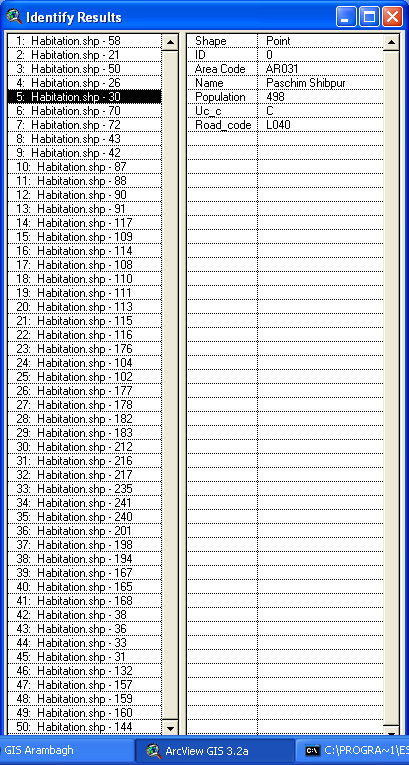 Identify Results
1: Habitation.shp - 58
2: Habitation.shp - 21
3: Habitation.shp - 50
4: Habitation.shp - 26
5: Habitation.shp - 30
6: Habitation.shp - 70
7: Habitation.shp - 72
8: Habitation.shp - 43
9: Habitation.shp - 42
10: Habitation.shp - 87
11: Habitation.shp - 88
12: Habitation.shp - 90
13: Habitation.shp - 91
14: Habitation.shp - 117
15: Habitation.shp - 109
16: Habitation.shp - 114
17: Habitation.shp - 108
18: Habitation.shp - 110
19: Habitation.shp - 111
20: Habitation.shp - 113
21: Habitation.shp - 115
22: Habitation.shp - 116
23: Habitation.shp - 176
24: Habitation.shp - 104
25: Habitation.shp - 102
26: Habitation.shp - 177
27: Habitation.shp - 178
28: Habitation.shp - 182
29: Habitation.shp - 183
30: Habitation.shp - 212
31: Habitation.shp - 216
32: Habitation.shp - 217
33: Habitation.shp - 235
34: Habitation.shp - 241
35: Habitation.shp - 240
36: Habitation.shp - 201
37: Habitation.shp - 198
38: Habitation.shp - 194
39: Habitation.shp - 167
40: Habitation.shp - 165
41: Habitation.shp - 168
42: Habitation.shp - 38
43: Habitation.shp - 36
44: Habitation.shp - 33
45: Habitation.shp - 31
46: Habitation.shp - 132
47: Habitation.shp - 157
48: Habitation.shp - 159
49: Habitation.shp - 160
50: Habitation.shp - 144
Shape Point
ID 0
Area Code AR031
Name Paschim Shibpur
Population 498
Uc_c C
Road_code L040
GIS Arambagh
ArcView GIS 3.2a
C:\PROGRA~1\ES